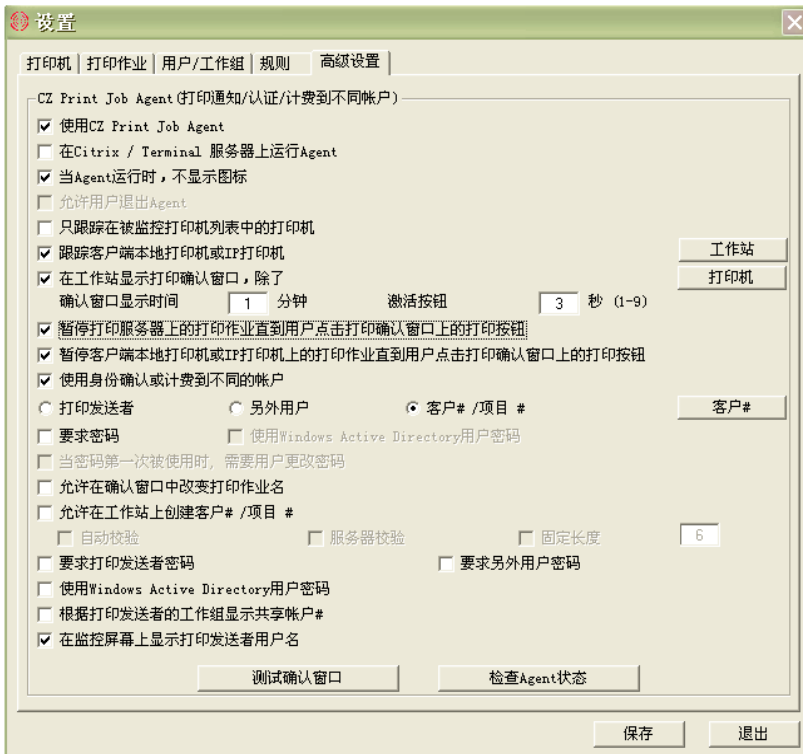 设置
打印机 打印作业 用户/工作组 规则 高级设置
CZ Print Job Agent(打印通知/认证/计费到不同帐户)
使用CZ Print Job Agent
在Citrix / Terminal 服务器上运行Agent
当Agent运行时，不显示图标
允许用户退出Agent
只跟踪在被监控打印机列表中的打印机
跟踪客户端本地打印机或IP打印机 工作站
在工作站显示打印确认窗口，除了 打印机
确认窗口显示时间 1 分钟 激活按钮 3 秒 (1-9)
暂停打印服务器上的打印作业直到用户点击打印确认窗口上的打印按钮
暂停客户端本地打印机或IP打印机上的打印作业直到用户点击打印确认窗口上的打印按钮
使用身份确认或计费到不同的帐户
打印发送者 另外用户 客户# /项目 # 客户#
要求密码 使用Windows Active Directory用户密码
当密码第一次被使用时，需要用户更改密码
允许在确认窗口中改变打印作业名
允许在工作站上创建客户# /项目 #
自动校验 服务器校验 固定长度 6
要求打印发送者密码 要求另外用户密码
使用Windows Active Directory用户密码
根据打印发送者的工作组显示共享帐户#
在监控屏幕上显示打印发送者用户名
测试确认窗口 检查Agent状态
保存 退出